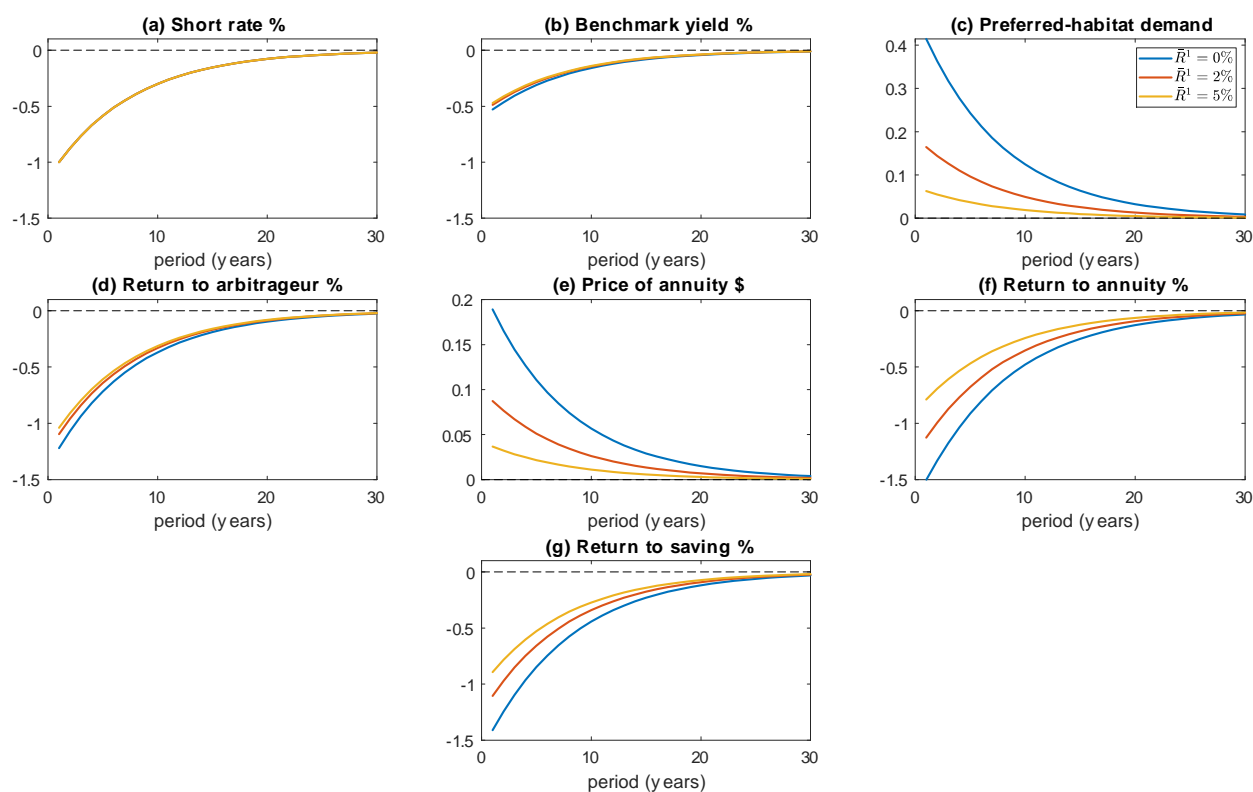 (a) Short rate %
0
-0.5
-1
-1.5
0 10 20 30
period (years)
(b) Benchmark yield %
0
-0.5
-1
-1.5
0 10 20 30
period (years)
(c) Preferred-habitat demand
0.4
0.3
0.2
0.1
0
0 10 20 30
period (years)
R̄¹ = 0%
R̄¹ = 2%
R̄¹ = 5%
(d) Return to arbitrageur %
0
-0.5
-1
-1.5
0 10 20 30
period (years)
(e) Price of annuity $
0.2
0.15
0.1
0.05
0
0 10 20 30
period (years)
(f) Return to annuity %
0
-0.5
-1
-1.5
0 10 20 30
period (years)
(g) Return to saving %
0
-0.5
-1
-1.5
0 10 20 30
period (years)